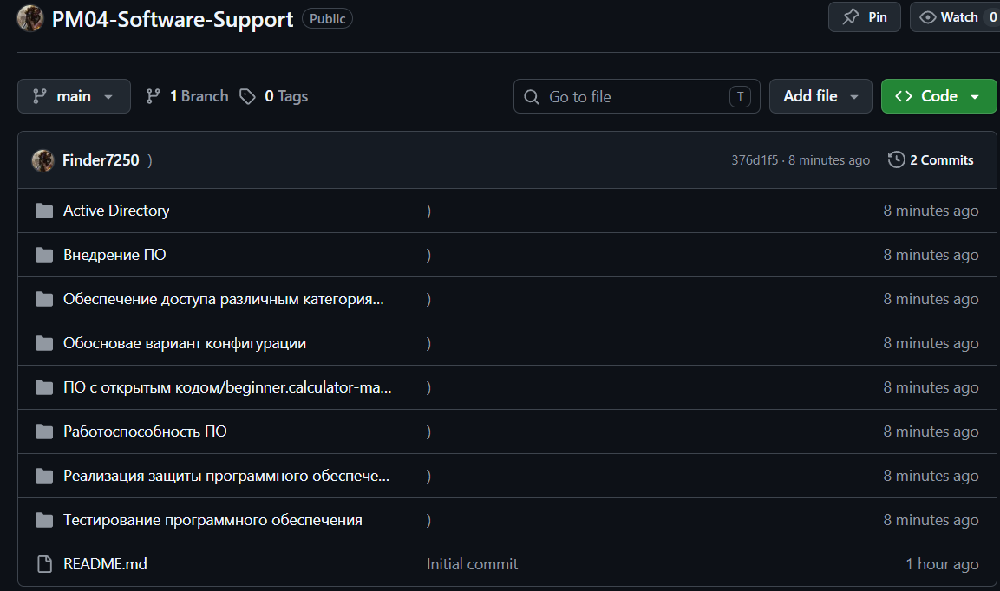 PM04-Software-Support Public Pin Watch 0
main 1 Branch 0 Tags Go to file T Add file Code
Finder7250 ) 376d1f5 · 8 minutes ago 2 Commits
Active Directory ) 8 minutes ago
Внедрение ПО ) 8 minutes ago
Обеспечение доступа различным категория... ) 8 minutes ago
Обосновае вариант конфигурации ) 8 minutes ago
ПО с открытым кодом/beginner.calculator-ma... ) 8 minutes ago
Работоспособность ПО ) 8 minutes ago
Реализация защиты программного обеспече... ) 8 minutes ago
Тестирование программного обеспечения ) 8 minutes ago
README.md Initial commit 1 hour ago